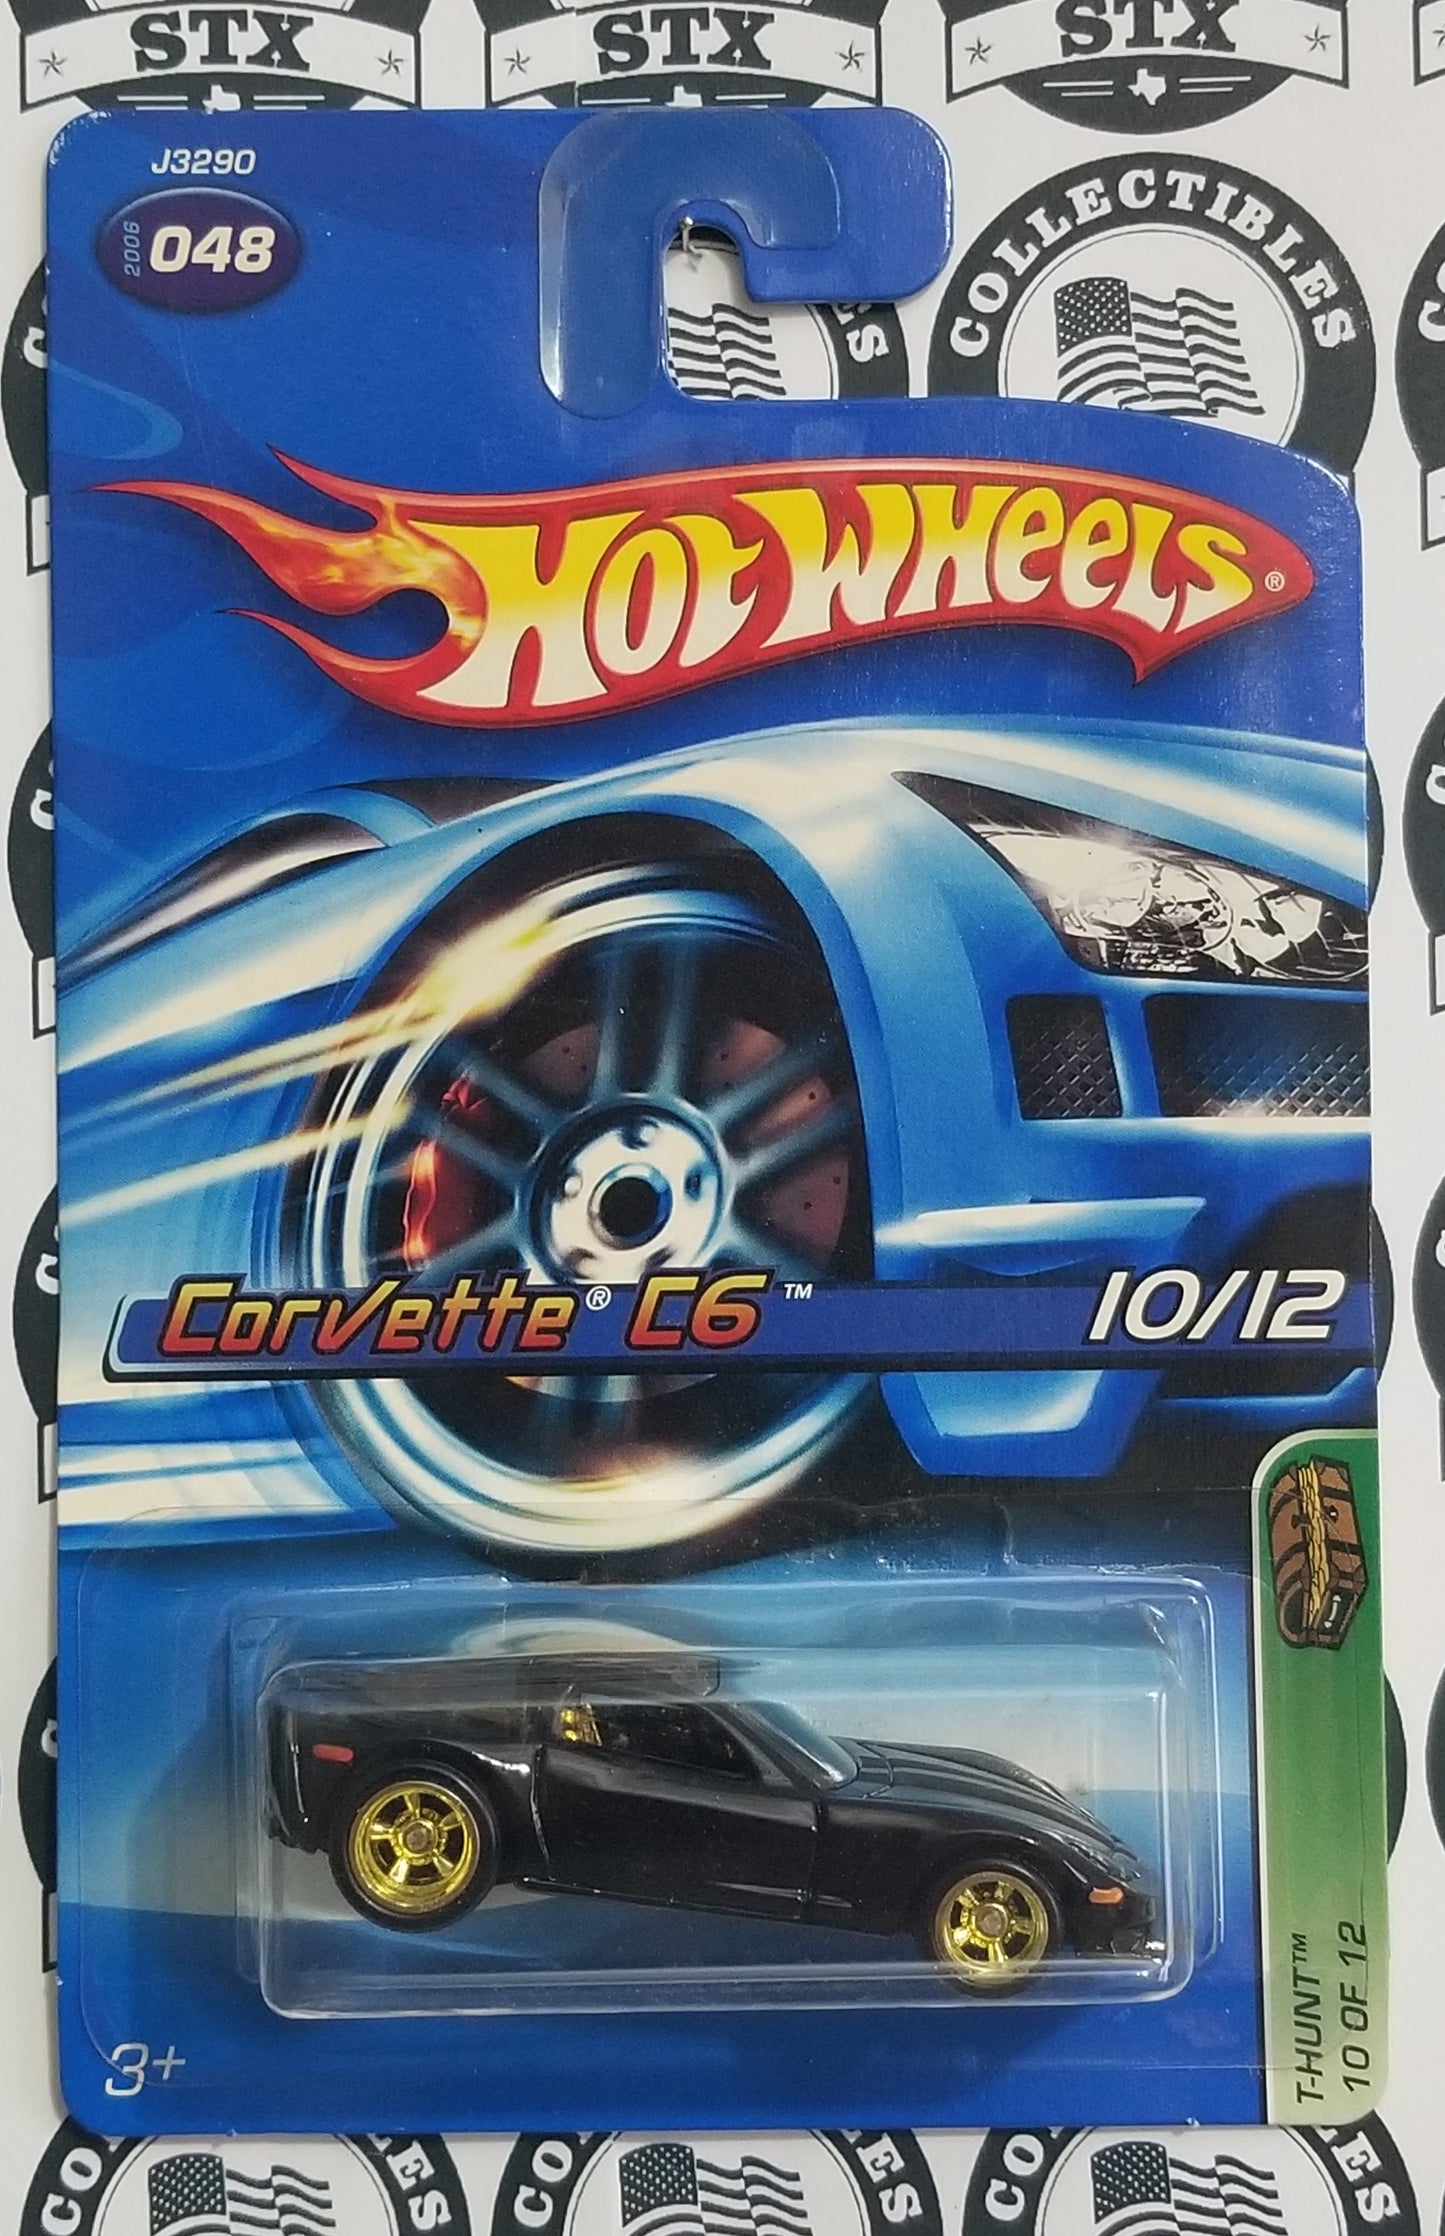 STX
STX
STX
J3290
2006
048
COLLECTIBLES
HOT WHEELS®
Corvette® C6™
10/12
T-HUNT™
10 OF 12
3+